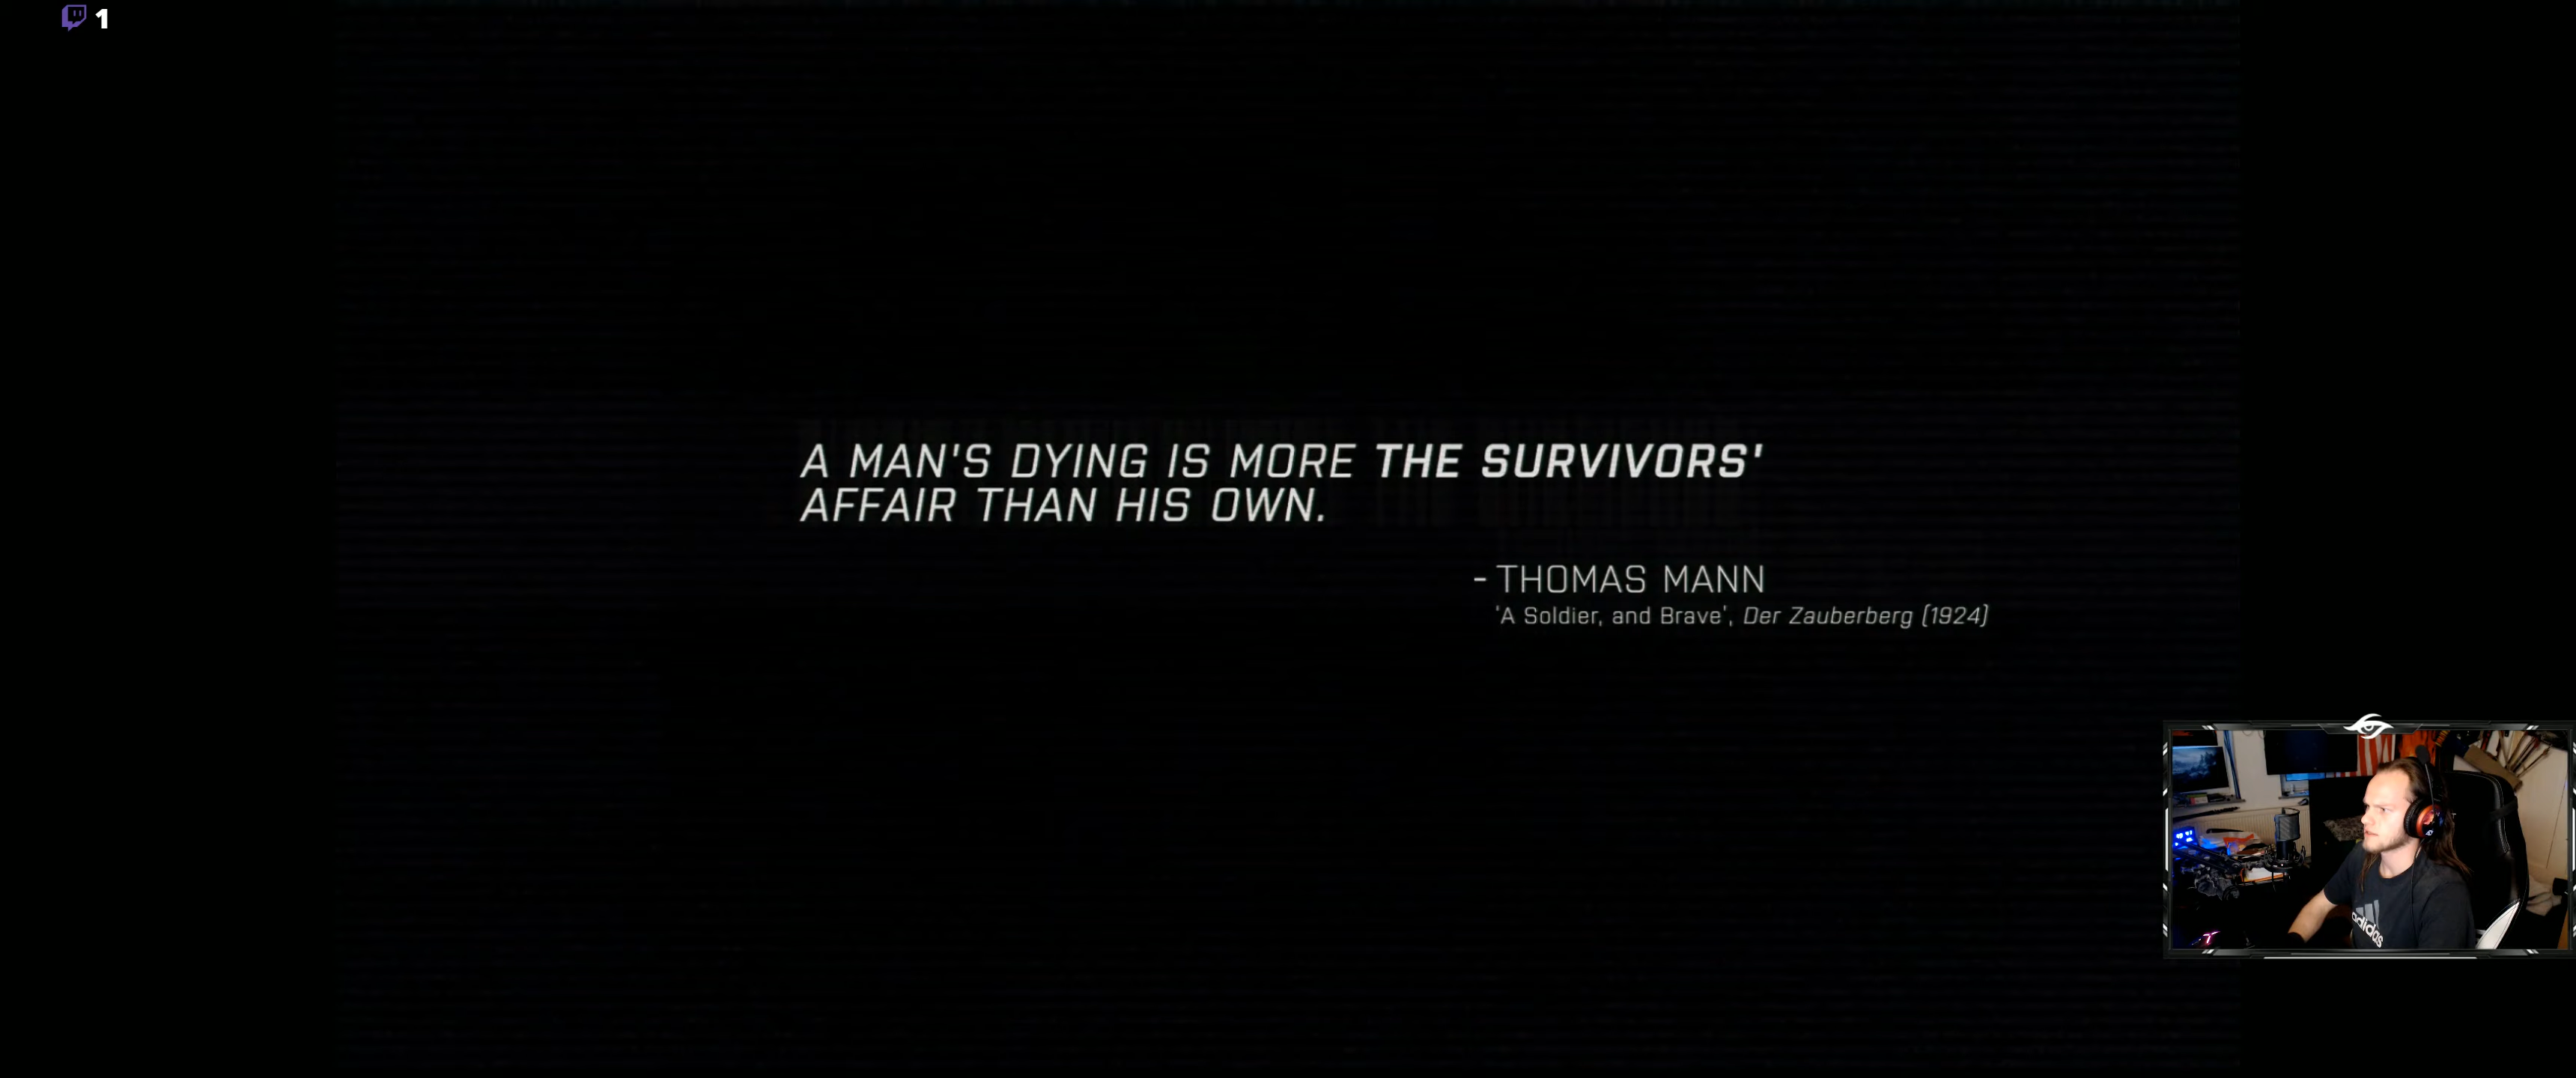 1
A MAN'S DYING IS MORE THE SURVIVORS'
AFFAIR THAN HIS OWN.
- THOMAS MANN
'A Soldier, and Brave', Der Zauberberg (1924)
adidas